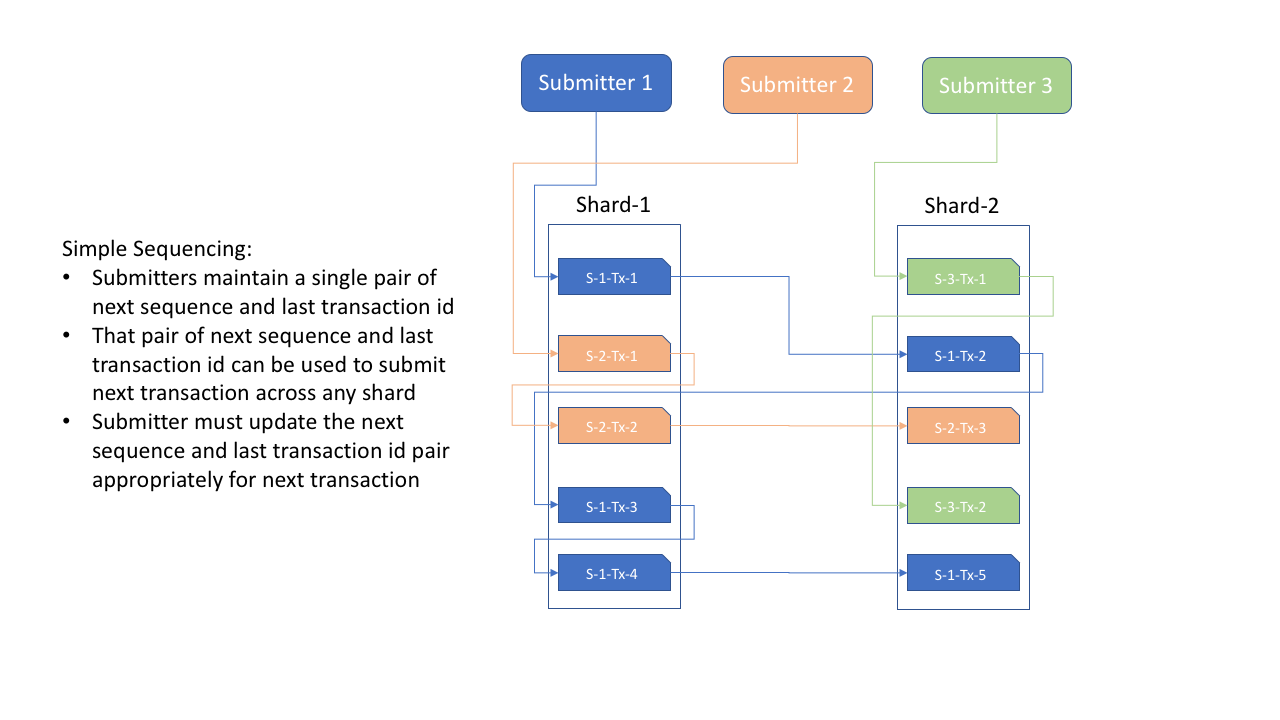 Submitter 1
Submitter 2
Submitter 3
Simple Sequencing:
• Submitters maintain a single pair of
next sequence and last transaction id
• That pair of next sequence and last
transaction id can be used to submit
next transaction across any shard
• Submitter must update the next
sequence and last transaction id pair
appropriately for next transaction
Shard-1
S-1-Tx-1
S-2-Tx-1
S-2-Tx-2
S-1-Tx-3
S-1-Tx-4
Shard-2
S-3-Tx-1
S-1-Tx-2
S-2-Tx-3
S-3-Tx-2
S-1-Tx-5